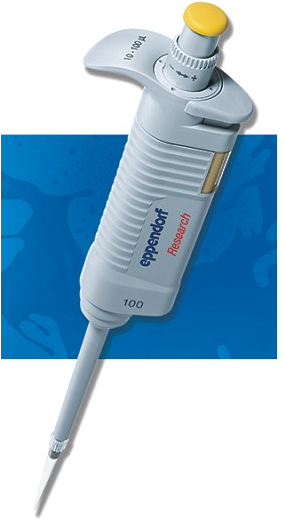 10-100 µL
- +
eppendorf
Research
100